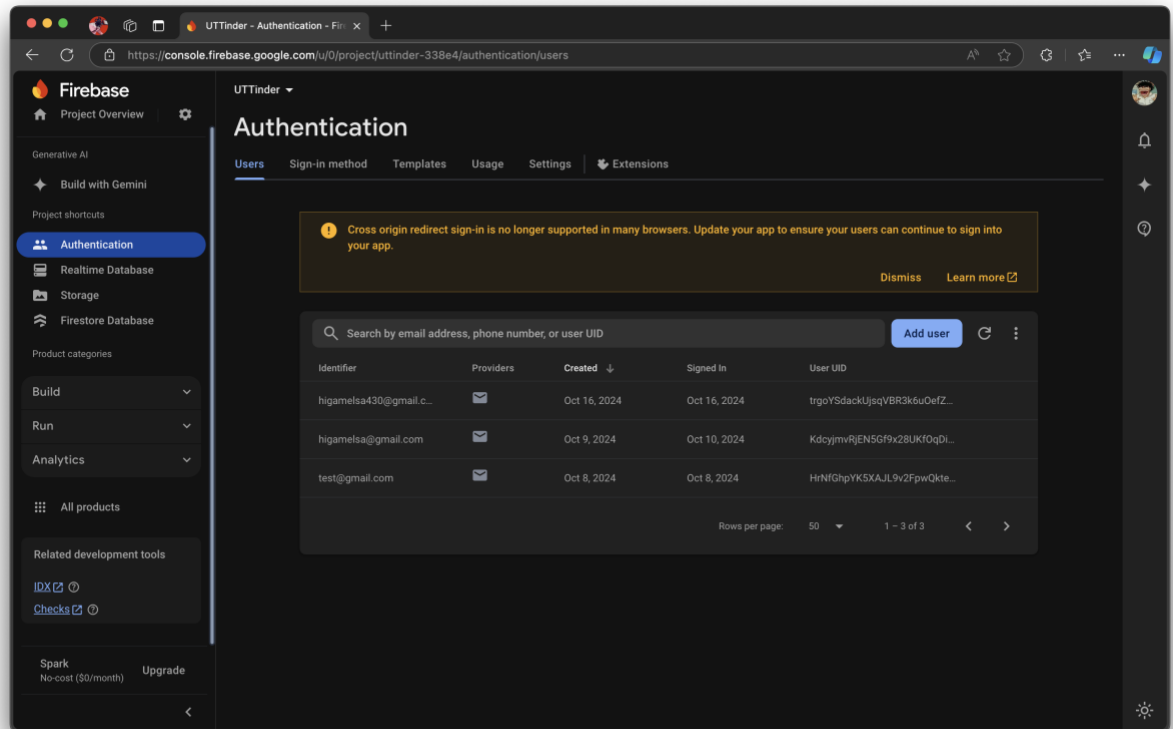 UTTinder - Authentication - Fir
https://console.firebase.google.com/u/0/project/uttinder-338e4/authentication/users
Firebase
Project Overview
Generative AI
Build with Gemini
Project shortcuts
Authentication
Realtime Database
Storage
Firestore Database
Product categories
Build
Run
Analytics
All products
Related development tools
IDX
Checks
Spark
No-cost ($0/month)
Upgrade
UTTinder
Authentication
Users Sign-in method Templates Usage Settings Extensions
Cross origin redirect sign-in is no longer supported in many browsers. Update your app to ensure your users can continue to sign into
your app.
Dismiss Learn more
Search by email address, phone number, or user UID
Add user
Identifier Providers Created Signed In User UID
higamelsa430@gmail.c... Oct 16, 2024 Oct 16, 2024 trgoYSdackUjsqVBR3k6uOefZ...
higamelsa@gmail.com Oct 9, 2024 Oct 10, 2024 KdcyjmvRjEN5Gf9x28UKfOqDi...
test@gmail.com Oct 8, 2024 Oct 8, 2024 HrNfGhpYK5XAJL9v2FpwQkte...
Rows per page: 50 1 – 3 of 3